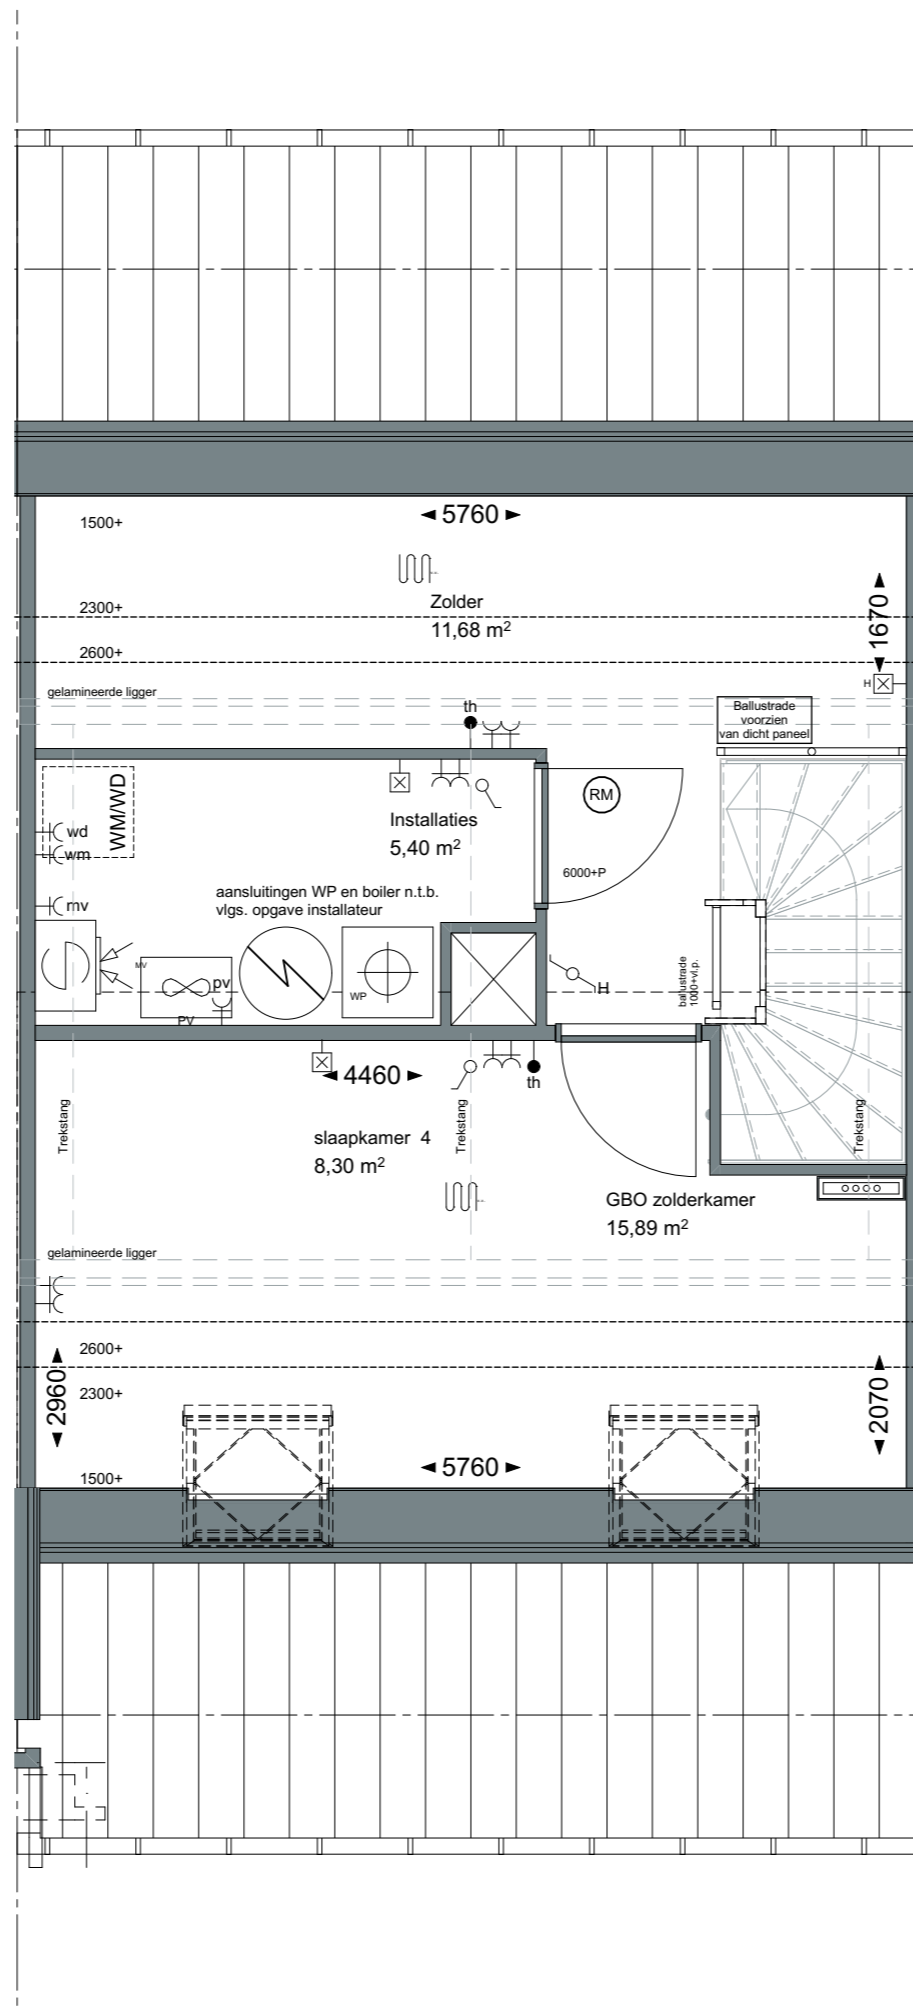 1500+
5760
2300+
Zolder
11,68 m²
1670
2600+
H
gelamineerde ligger
th
Ballustrade
voorzien
van dicht paneel
WM/WD
wd
wm
Installaties
5,40 m²
RM
6000+P
aansluitingen WP en boiler n.t.b.
vlgs. opgave installateur
mv
MV
pv
PV
WP
H
ballustrade
1000+vl.p.
4460
th
Trekstang
Trekstang
Trekstang
slaapkamer 4
8,30 m²
GBO zolderkamer
15,89 m²
gelamineerde ligger
2600+
2960
2300+
2070
5760
1500+